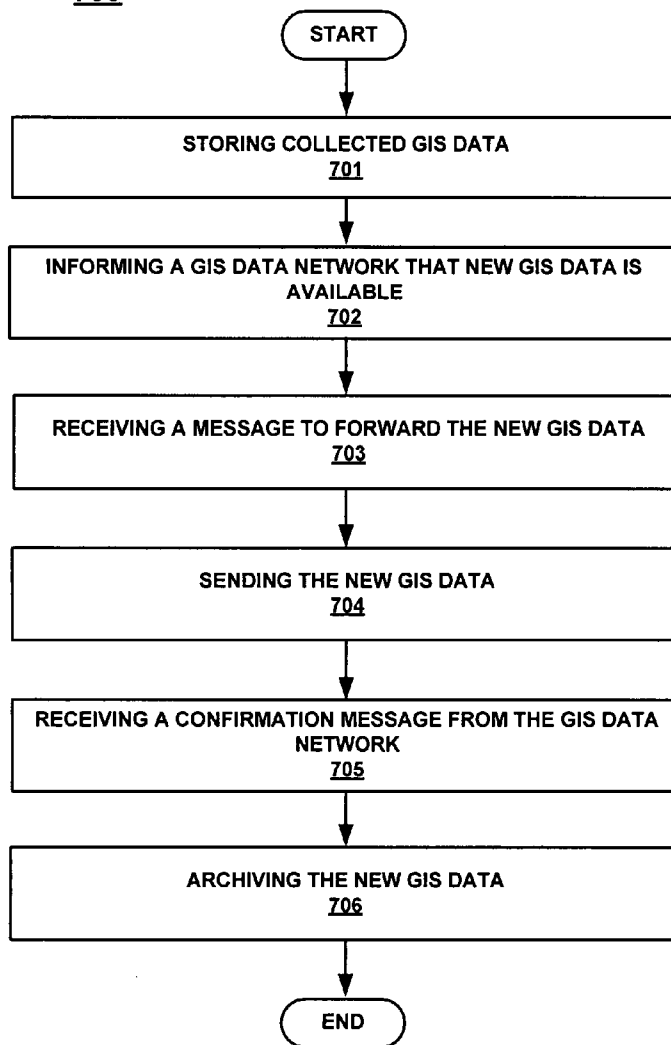 START
STORING COLLECTED GIS DATA
701
INFORMING A GIS DATA NETWORK THAT NEW GIS DATA IS
AVAILABLE
702
RECEIVING A MESSAGE TO FORWARD THE NEW GIS DATA
703
SENDING THE NEW GIS DATA
704
RECEIVING A CONFIRMATION MESSAGE FROM THE GIS DATA
NETWORK
705
ARCHIVING THE NEW GIS DATA
706
END